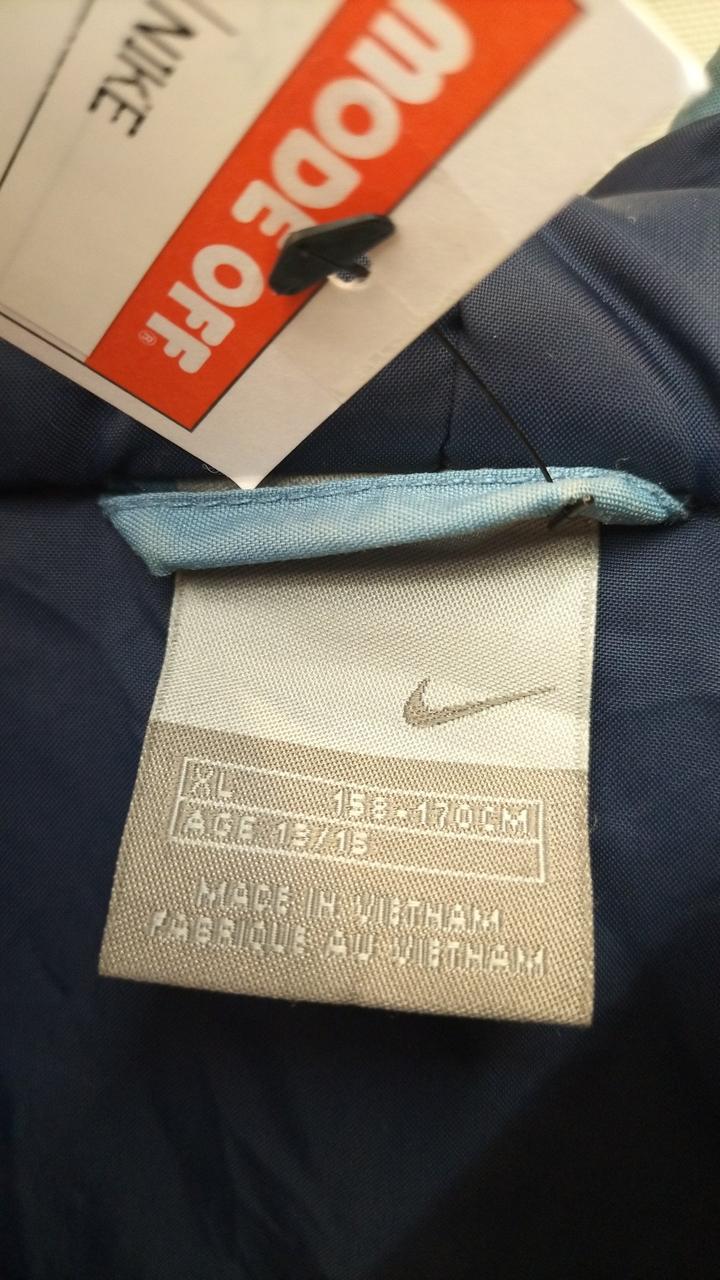 NIKE
MODE OFF®
XL 158-170CM
AGE 13/15
MADE IN VIETNAM
FABRIQUE AU VIETNAM